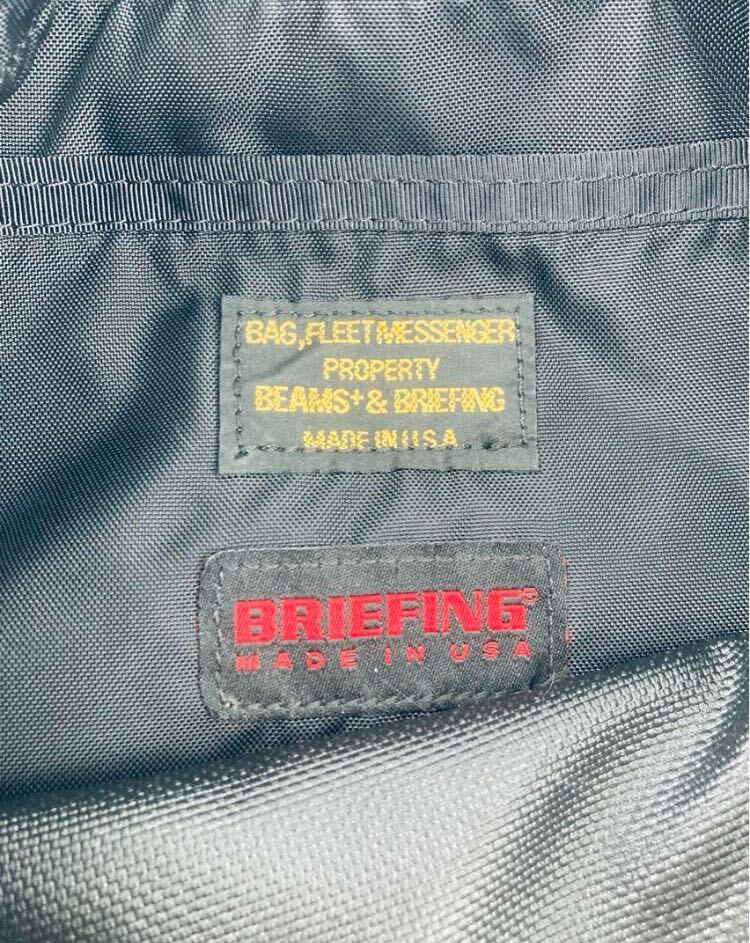 BAG, FLEET MESSENGER
PROPERTY
BEAMS+ & BRIEFING
MADE IN U.S.A
BRIEFING®
MADE IN USA